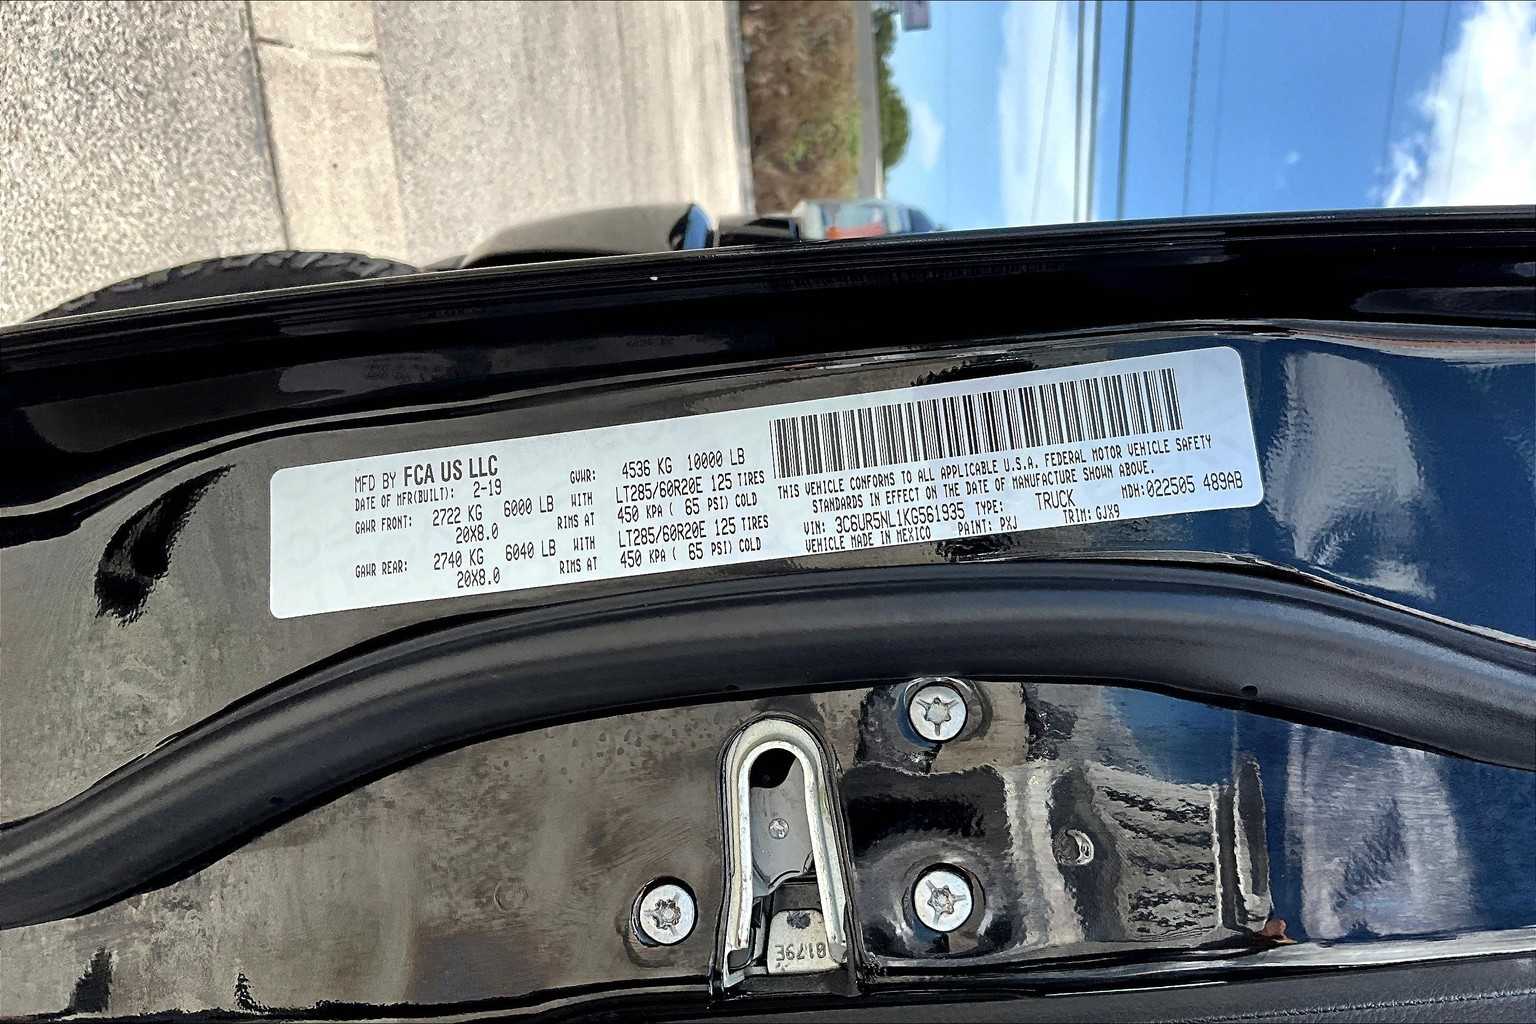 MFD BY FCA US LLC
DATE OF MFR(BUILT): 2-19
GVWR: 4536 KG 10000 LB
GAWR FRONT: 2722 KG 6000 LB WITH LT285/60R20E 125 TIRES
20X8.0 RIMS AT 450 KPA ( 65 PSI) COLD
GAWR REAR: 2740 KG 6040 LB WITH LT285/60R20E 125 TIRES
20X8.0 RIMS AT 450 KPA ( 65 PSI) COLD
THIS VEHICLE CONFORMS TO ALL APPLICABLE U.S.A. FEDERAL MOTOR VEHICLE SAFETY
STANDARDS IN EFFECT ON THE DATE OF MANUFACTURE SHOWN ABOVE.
VIN: 3C6UR5NL1KG561935 TYPE: TRUCK MDH:022505 489AB
VEHICLE MADE IN MEXICO PAINT: PXJ TRIM: GJX9
8179E